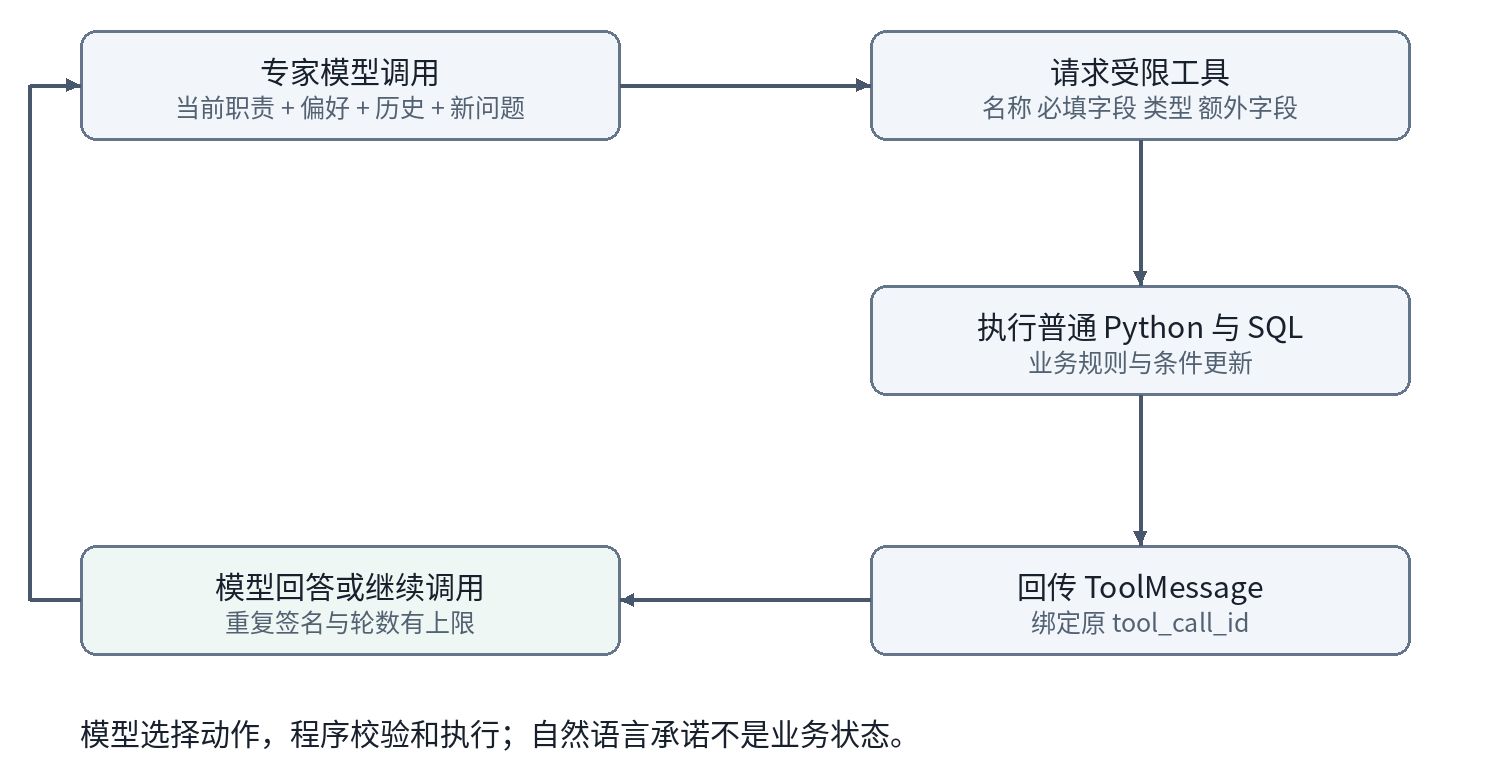 专家模型调用
当前职责 + 偏好 + 历史 + 新问题
请求受限工具
名称 必填字段 类型 额外字段
执行普通 Python 与 SQL
业务规则与条件更新
回传 ToolMessage
绑定原 tool_call_id
模型回答或继续调用
重复签名与轮数有上限
模型选择动作，程序校验和执行；自然语言承诺不是业务状态。